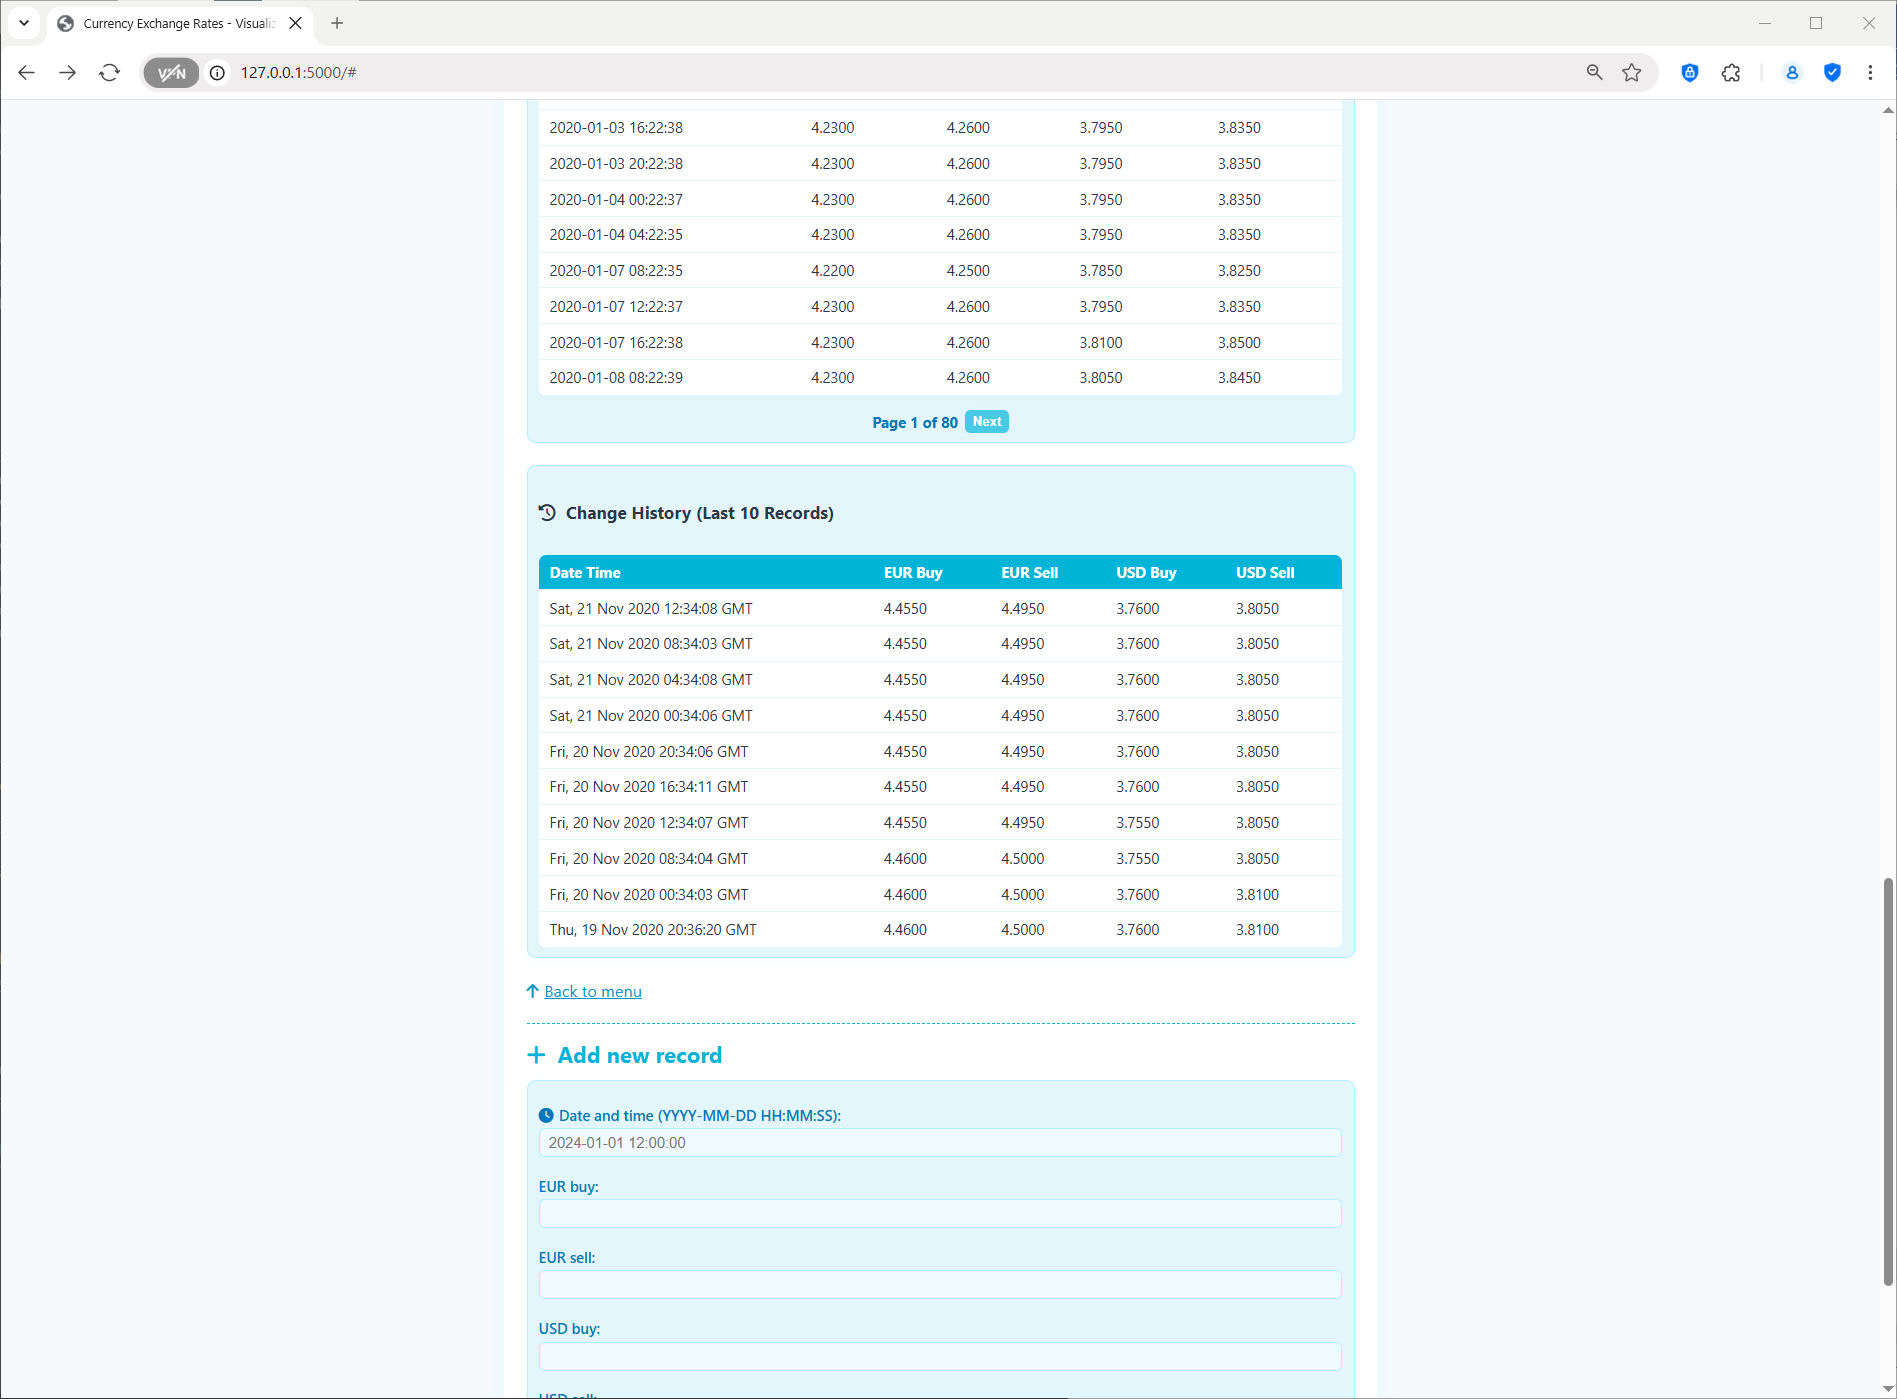 Currency Exchange Rates - Visuali
VPN
127.0.0.1:5000/#
2020-01-03 16:22:38 4.2300 4.2600 3.7950 3.8350
2020-01-03 20:22:38 4.2300 4.2600 3.7950 3.8350
2020-01-04 00:22:37 4.2300 4.2600 3.7950 3.8350
2020-01-04 04:22:35 4.2300 4.2600 3.7950 3.8350
2020-01-07 08:22:35 4.2200 4.2500 3.7850 3.8250
2020-01-07 12:22:37 4.2300 4.2600 3.7950 3.8350
2020-01-07 16:22:38 4.2300 4.2600 3.8100 3.8500
2020-01-08 08:22:39 4.2300 4.2600 3.8050 3.8450
Page 1 of 80 Next
Change History (Last 10 Records)
Date Time EUR Buy EUR Sell USD Buy USD Sell
Sat, 21 Nov 2020 12:34:08 GMT 4.4550 4.4950 3.7600 3.8050
Sat, 21 Nov 2020 08:34:03 GMT 4.4550 4.4950 3.7600 3.8050
Sat, 21 Nov 2020 04:34:08 GMT 4.4550 4.4950 3.7600 3.8050
Sat, 21 Nov 2020 00:34:06 GMT 4.4550 4.4950 3.7600 3.8050
Fri, 20 Nov 2020 20:34:06 GMT 4.4550 4.4950 3.7600 3.8050
Fri, 20 Nov 2020 16:34:11 GMT 4.4550 4.4950 3.7600 3.8050
Fri, 20 Nov 2020 12:34:07 GMT 4.4550 4.4950 3.7550 3.8050
Fri, 20 Nov 2020 08:34:04 GMT 4.4600 4.5000 3.7550 3.8050
Fri, 20 Nov 2020 00:34:03 GMT 4.4600 4.5000 3.7600 3.8100
Thu, 19 Nov 2020 20:36:20 GMT 4.4600 4.5000 3.7600 3.8100
Back to menu
Add new record
Date and time (YYYY-MM-DD HH:MM:SS):
2024-01-01 12:00:00
EUR buy:
EUR sell:
USD buy:
USD sell: